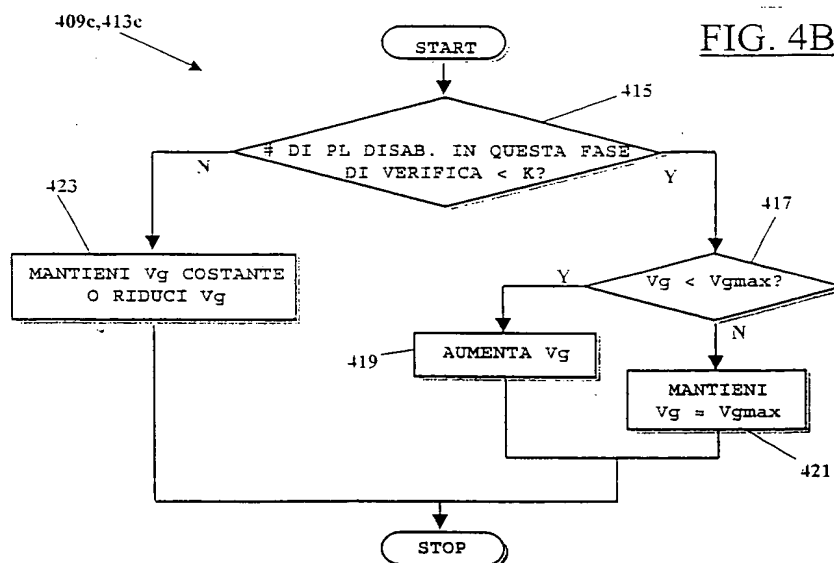 409c,413c
START
FIG. 4B
415
# DI PL DISAB. IN QUESTA FASE
DI VERIFICA < K?
N
Y
423
417
MANTIENI Vg COSTANTE
O RIDUCI Vg
Vg < Vgmax?
Y
N
419
AUMENTA Vg
MANTIENI
Vg = Vgmax
421
STOP